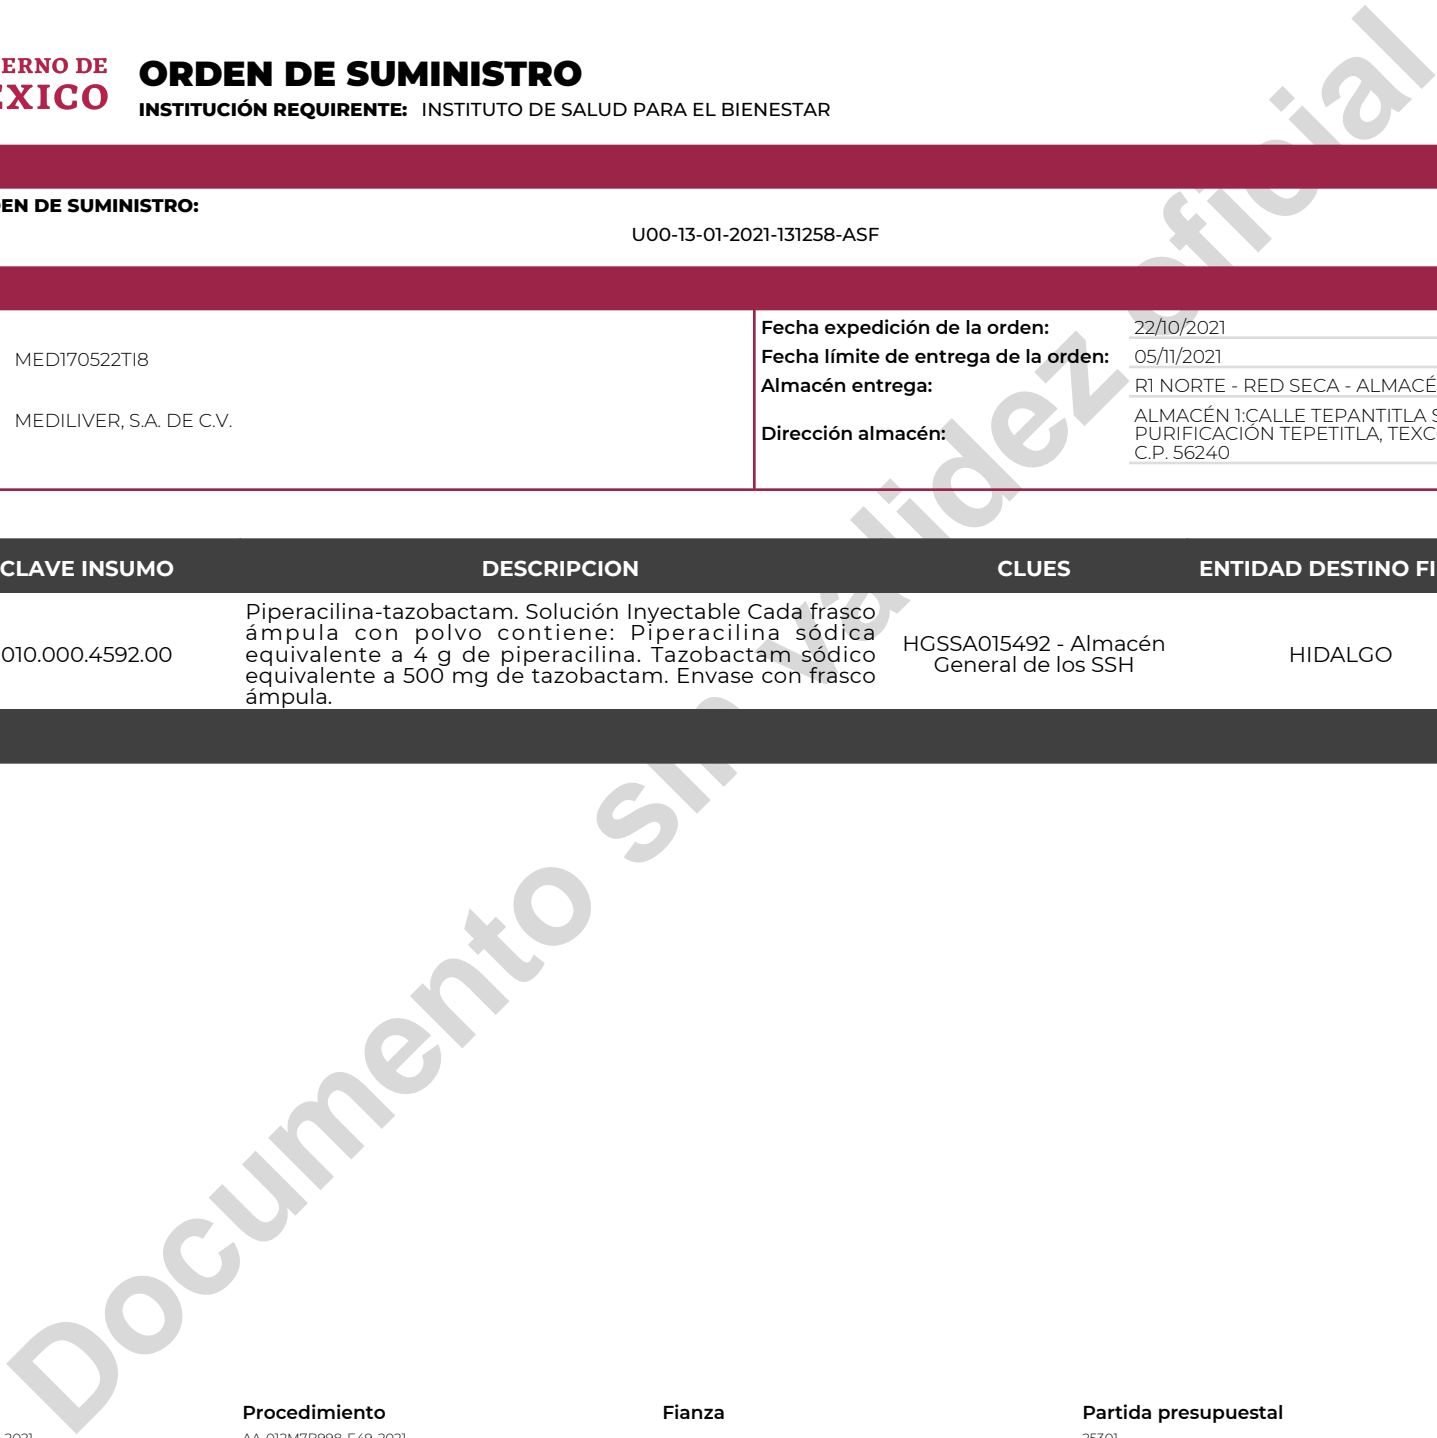 ERNO DE
ORDEN DE SUMINISTRO
INSTITUCIÓN REQUIRENTE: INSTITUTO DE SALUD PARA EL BIENESTAR
EN DE SUMINISTRO:
U00-13-01-2021-131258-ASF
MED170522TI8
MEDILIVER, S.A. DE C.V.
Fecha expedición de la orden: 22/10/2021
Fecha límite de entrega de la orden: 05/11/2021
Almacén entrega: R1 NORTE - RED SECA - ALMACÉ
Dirección almacén: ALMACÉN 1:CALLE TEPANTITLA S
PURIFICACIÓN TEPETITLA, TEXC
C.P. 56240
CLAVE INSUMO DESCRIPCION CLUES ENTIDAD DESTINO FI
010.000.4592.00
Piperacilina-tazobactam. Solución Inyectable Cada frasco
ámpula con polvo contiene: Piperacilina sódica
equivalente a 4 g de piperacilina. Tazobactam sódico
equivalente a 500 mg de tazobactam. Envase con frasco
ámpula.
HGSSA015492 - Almacén
General de los SSH
HIDALGO
Documento sin validez oficial
Procedimiento Fianza Partida presupuestal